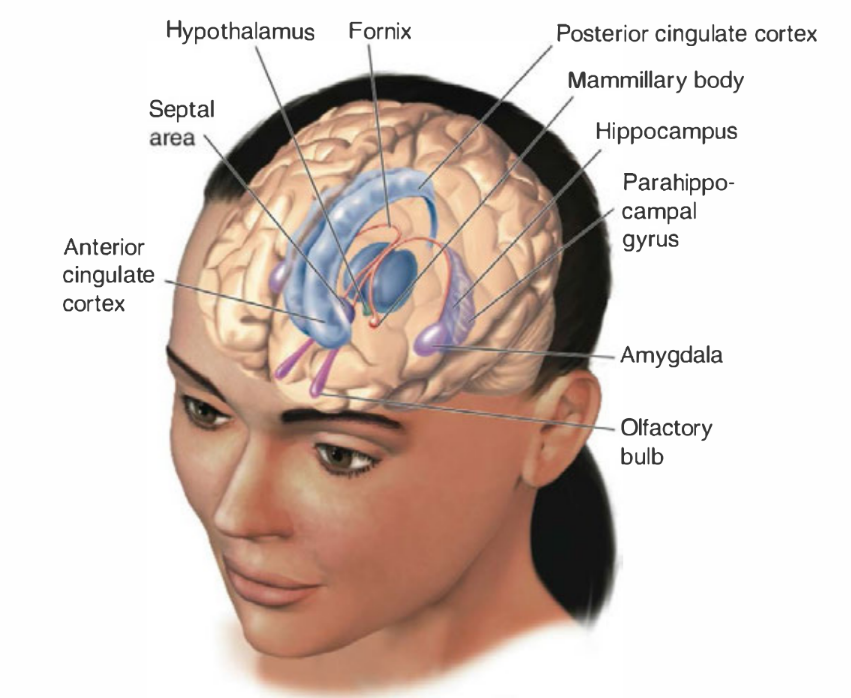 Hypothalamus
Fornix
Posterior cingulate cortex
Mammillary body
Septal
area
Hippocampus
Parahippo-
campal
gyrus
Anterior
cingulate
cortex
Amygdala
Olfactory
bulb